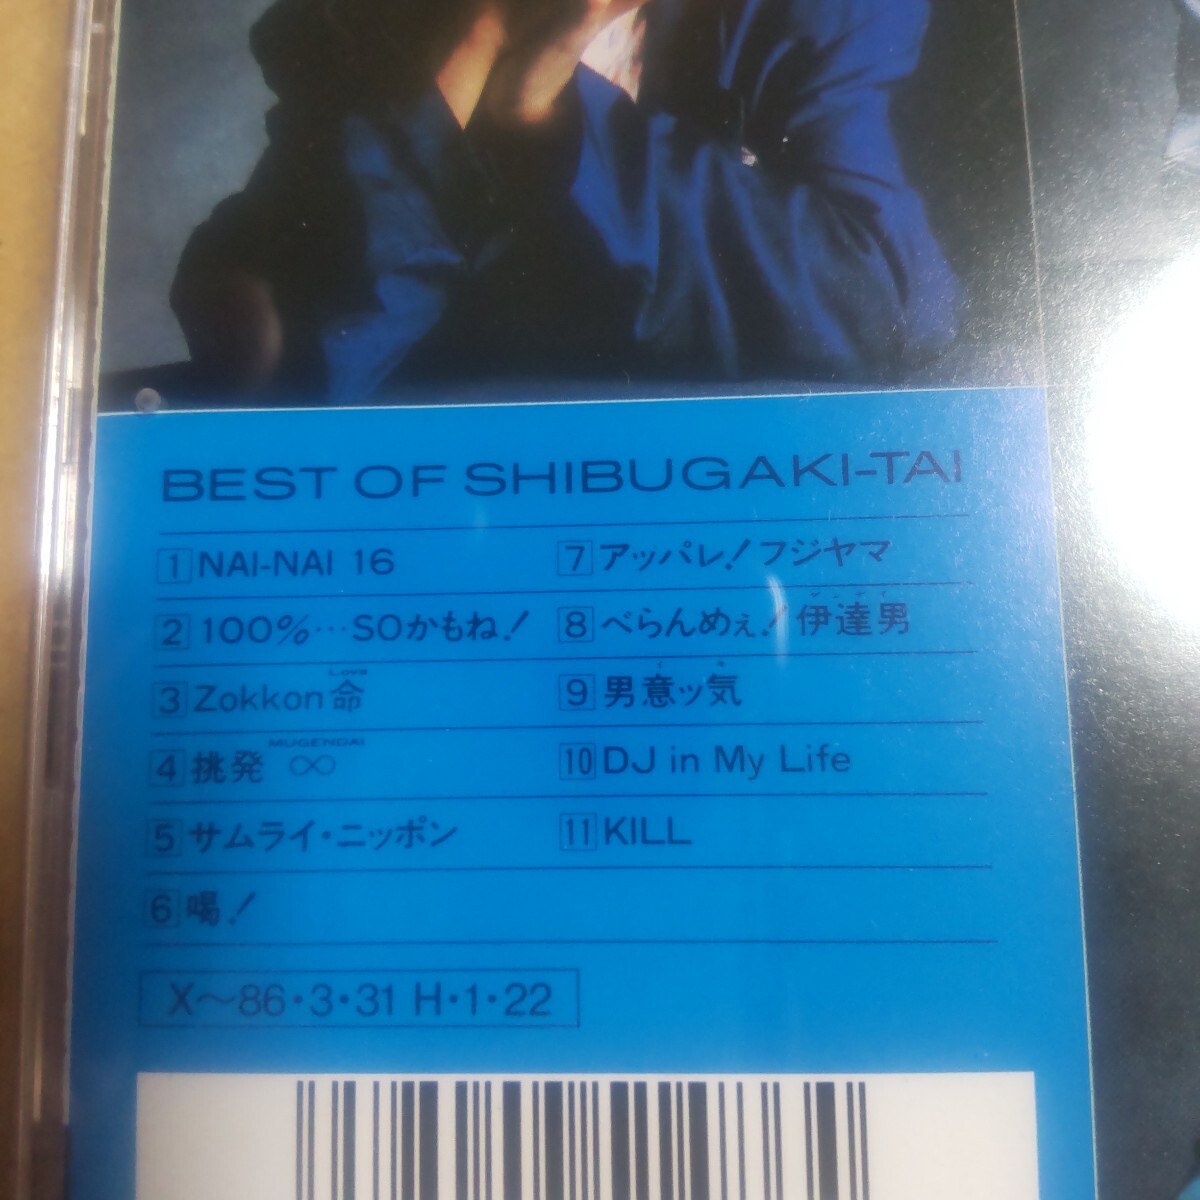 BEST OF SHIBUGAKI-TAI
1 NAI-NAI 16
2 100%…SOかもね!
Love
3 Zokkon命
MUGENDAI
4 挑発∞
5 サムライ・ニッポン
6 喝!
7 アッパレ!フジヤマ
8 べらんめぇ!伊達男
9 男意ッ気
10 DJ in My Life
11 KILL
X〜86・3・31 H・1・22